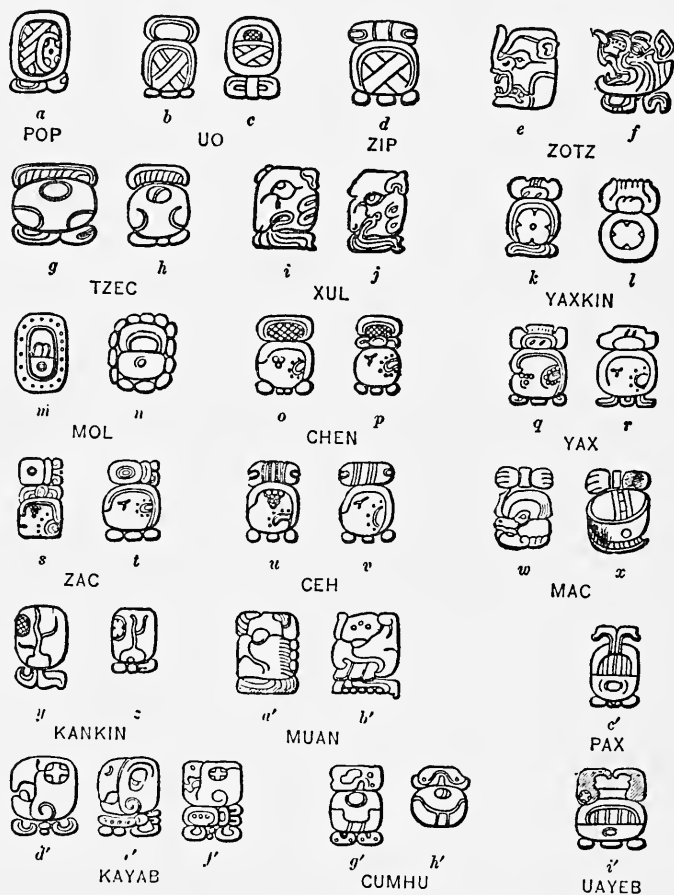 a b c d e f
POP UO ZIP ZOTZ
g h i j k l
TZEC XUL YAXKIN
m n o p q r
MOL CHEN YAX
s t u v w x
ZAC CEH MAC
y z a' b' c'
KANKIN MUAN PAX
d' e' f' g' h' i'
KAYAB CUMHU UAYEB